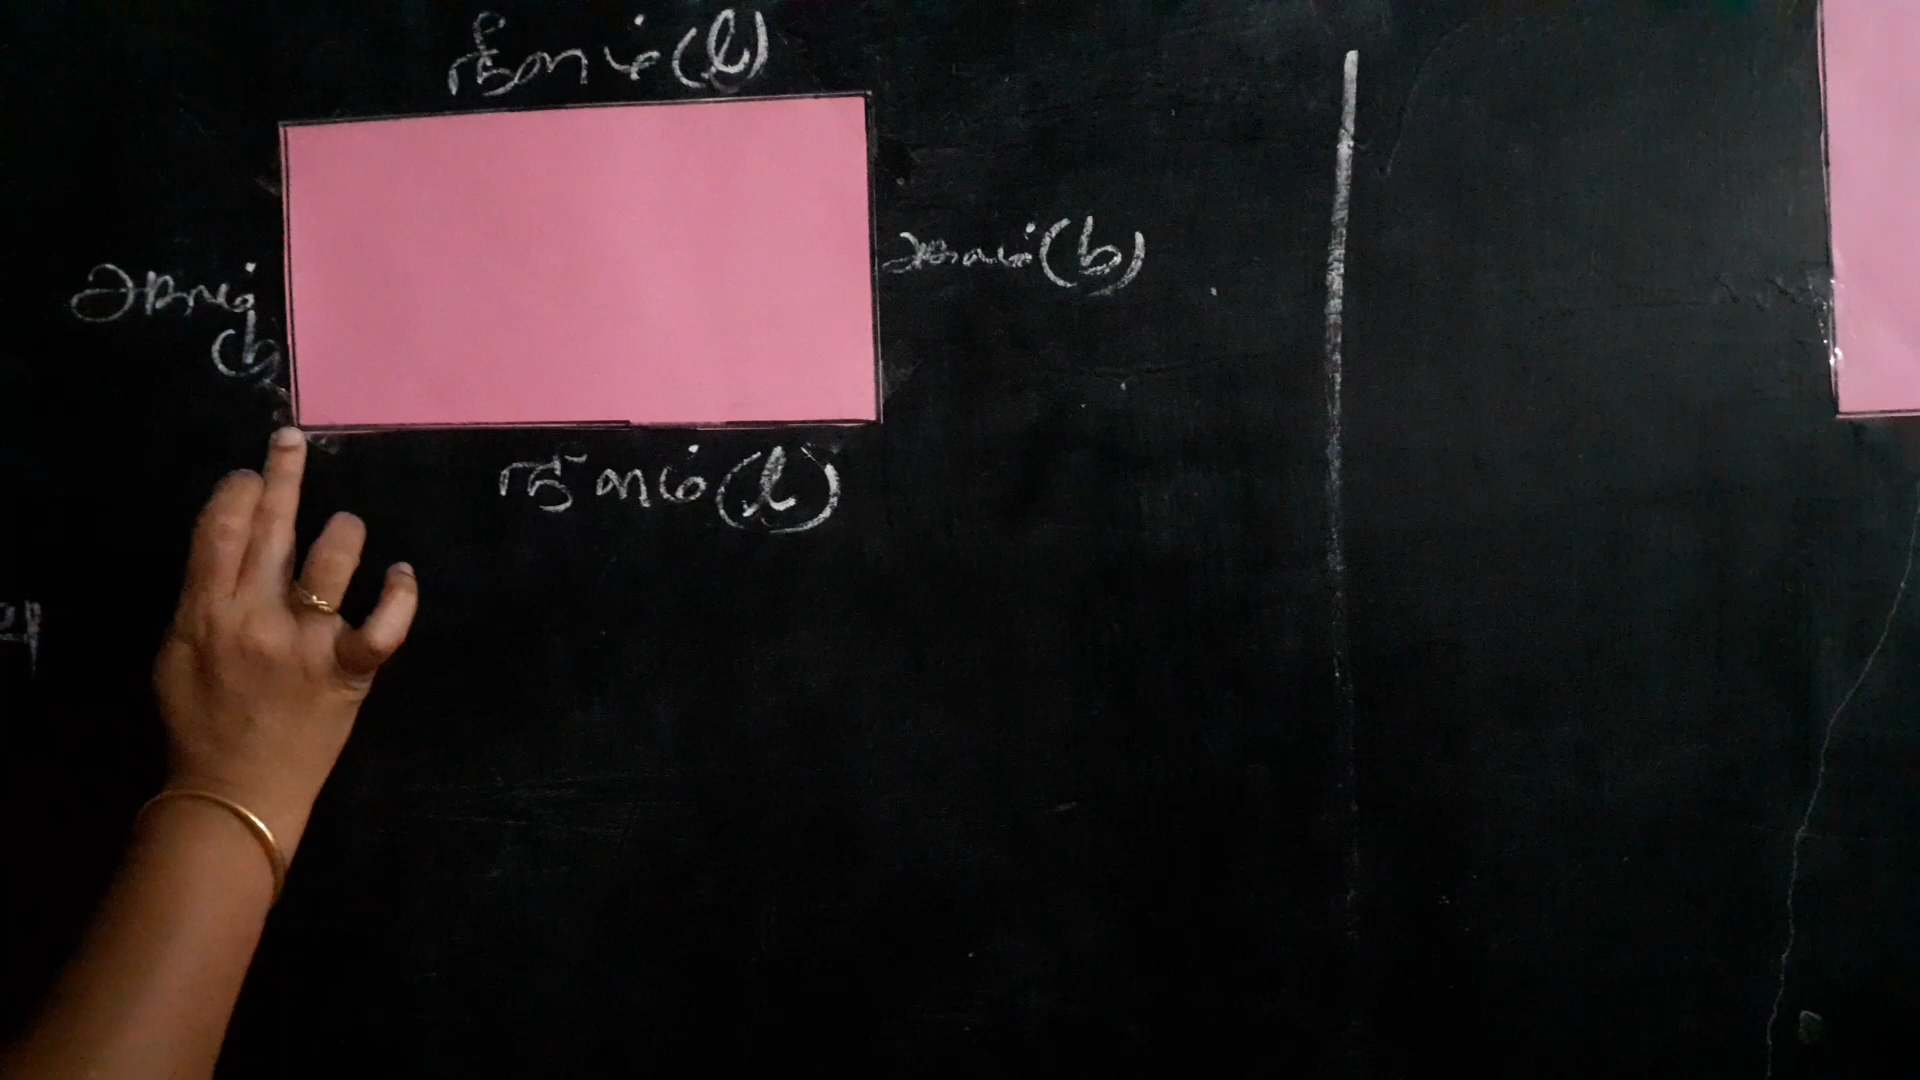 நீளம் (l)
அகலம் (b)
அகலம்
(b
நீளம் (l)